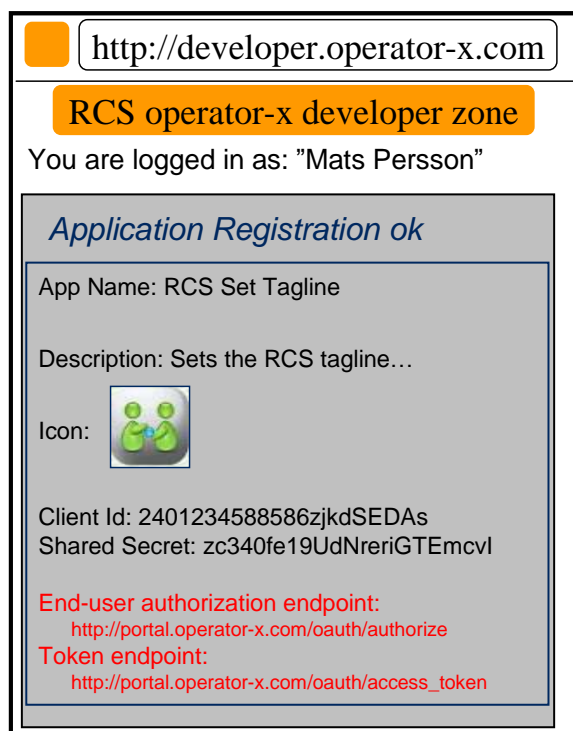 http://developer.operator-x.com
RCS operator-x developer zone
You are logged in as: ”Mats Persson”
Application Registration ok
App Name: RCS Set Tagline
Description: Sets the RCS tagline…
Icon:
Client Id: 2401234588586zjkdSEDAs
Shared Secret: zc340fe19UdNreriGTEmcvI
End-user authorization endpoint:
http://portal.operator-x.com/oauth/authorize
Token endpoint:
http://portal.operator-x.com/oauth/access_token